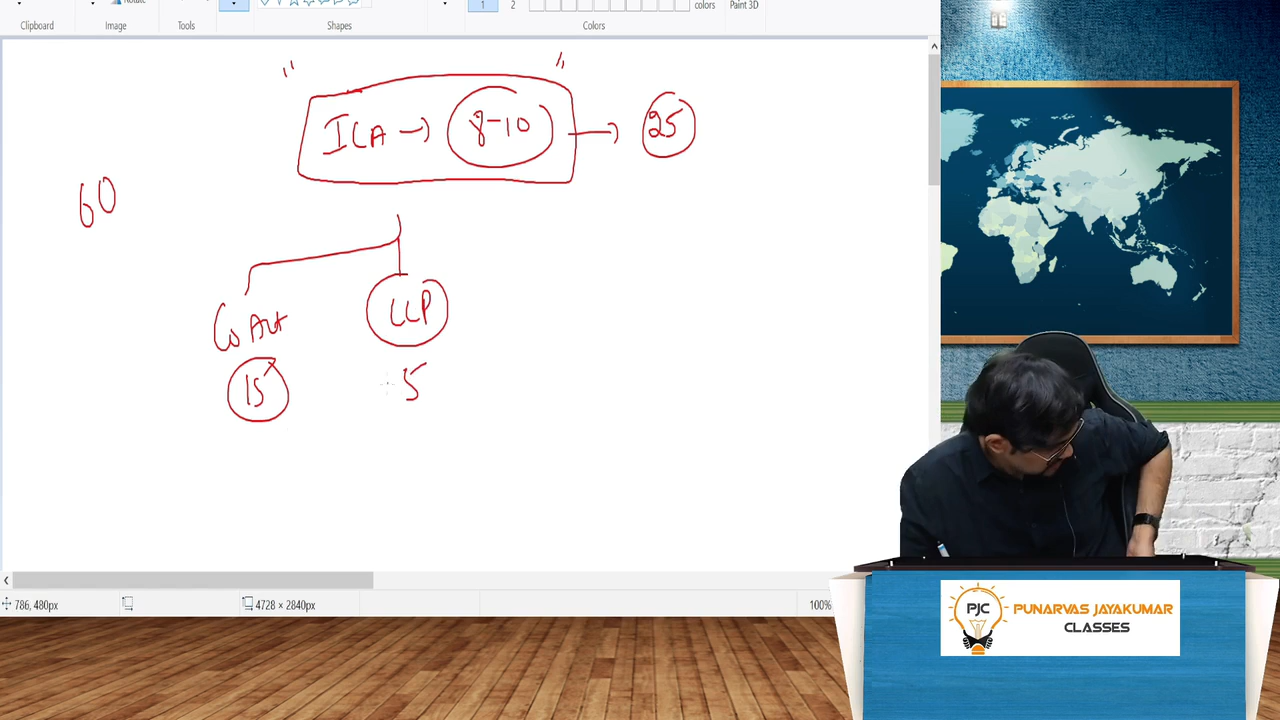 Rotate
1
2
colors
Paint 3D
Clipboard
Image
Tools
Shapes
Colors
" "
ICA → 8-10 → 25
60
Co Act
LLP
15
5
786, 480px
4728 × 2840px
100%
PJC
PUNARVAS JAYAKUMAR
CLASSES